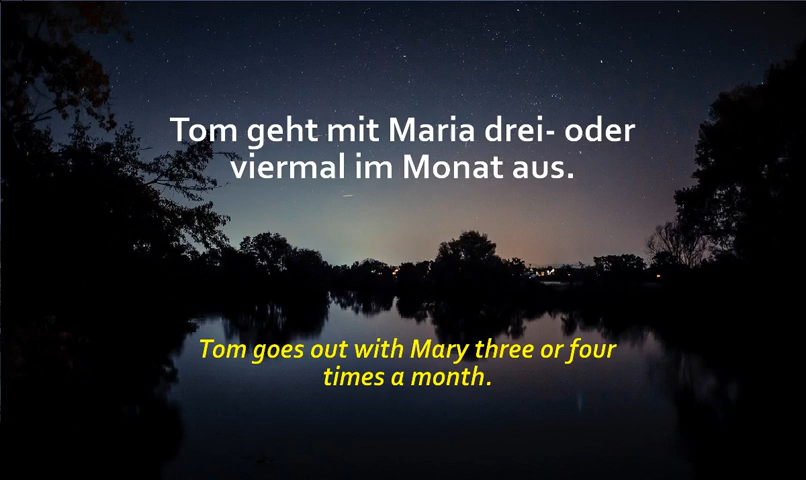 Tom geht mit Maria drei- oder
viermal im Monat aus.
Tom goes out with Mary three or four
times a month.